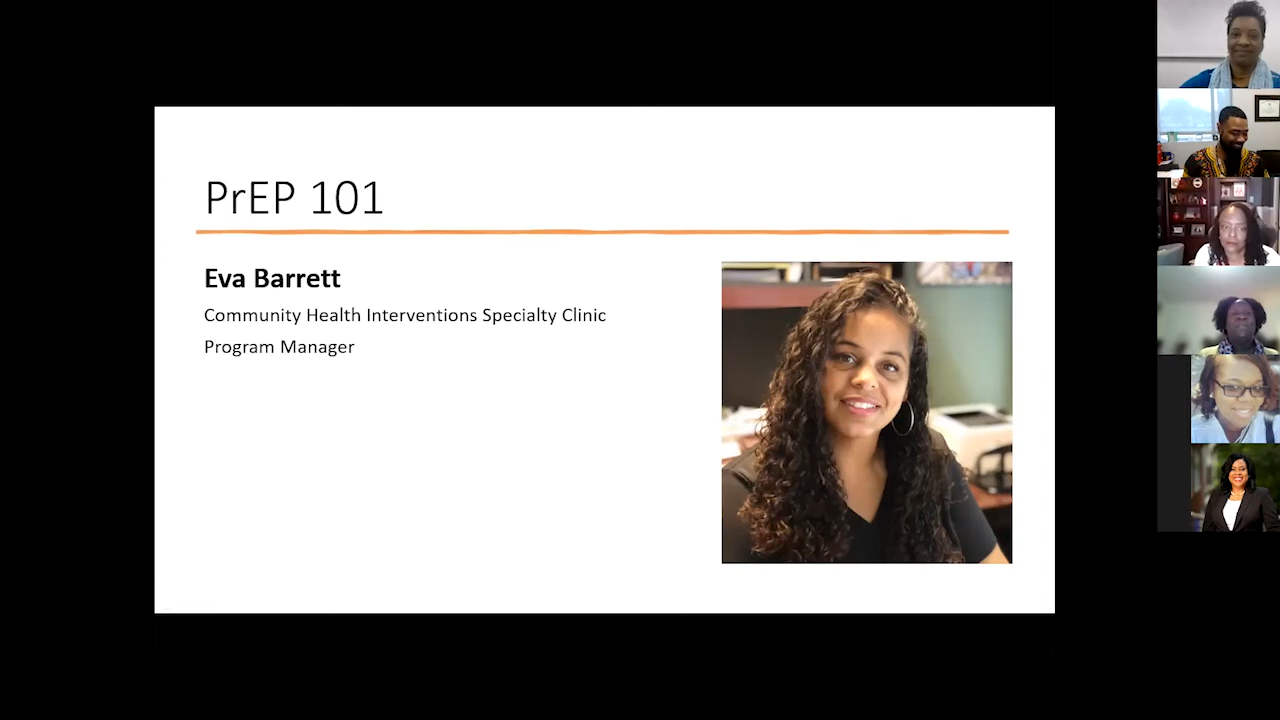 PrEP 101
Eva Barrett
Community Health Interventions Specialty Clinic
Program Manager